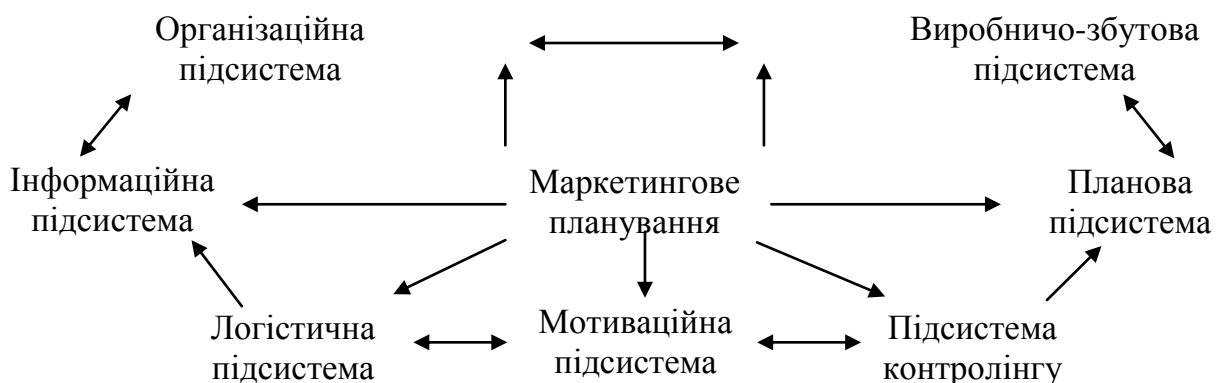 Організаційна
підсистема
Виробничо-збутова
підсистема
Інформаційна
підсистема
Маркетингове
планування
Планова
підсистема
Логістична
підсистема
Мотиваційна
підсистема
Підсистема
контролінгу